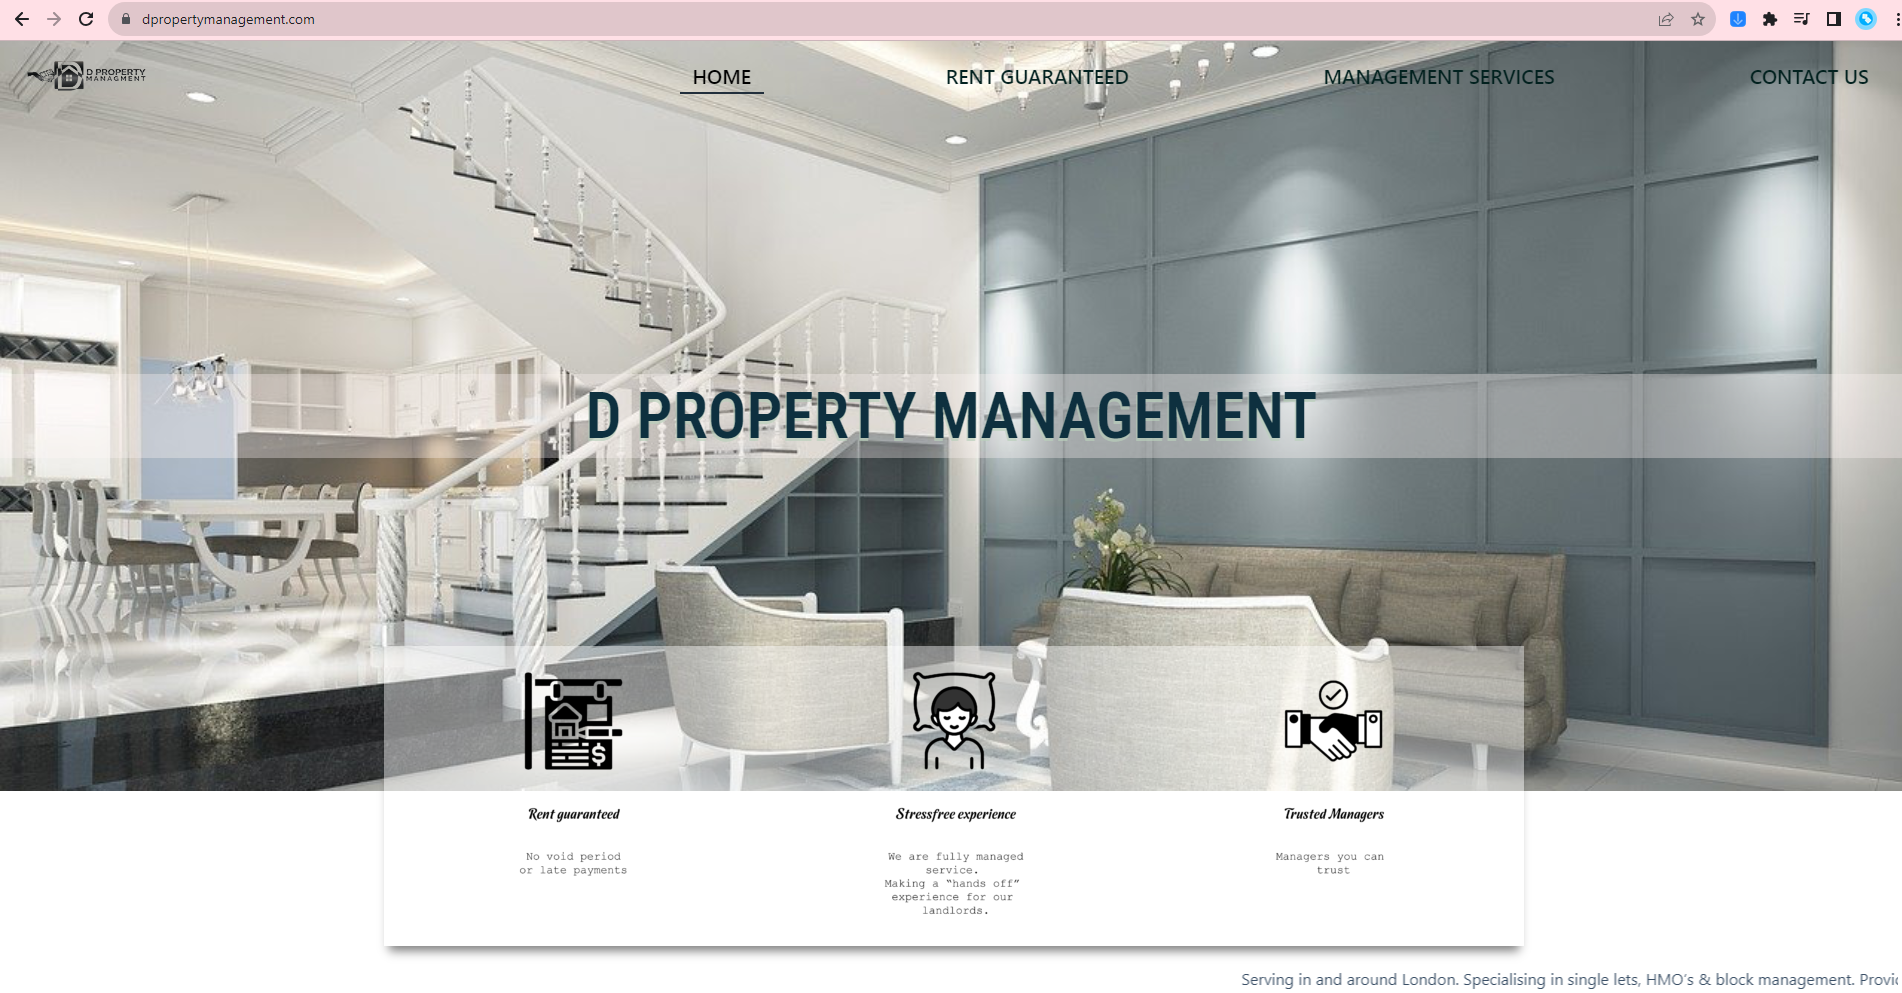 dpropertymanagement.com
D PROPERTY
MANAGMENT
HOME
RENT GUARANTEED
MANAGEMENT SERVICES
CONTACT US
D PROPERTY MANAGEMENT
$
Rent guaranteed
No void period
or late payments
Stressfree experience
We are fully managed
service.
Making a “hands off”
experience for our
landlords.
Trusted Managers
Managers you can
trust
Serving in and around London. Specialising in single lets, HMO’s & block management.